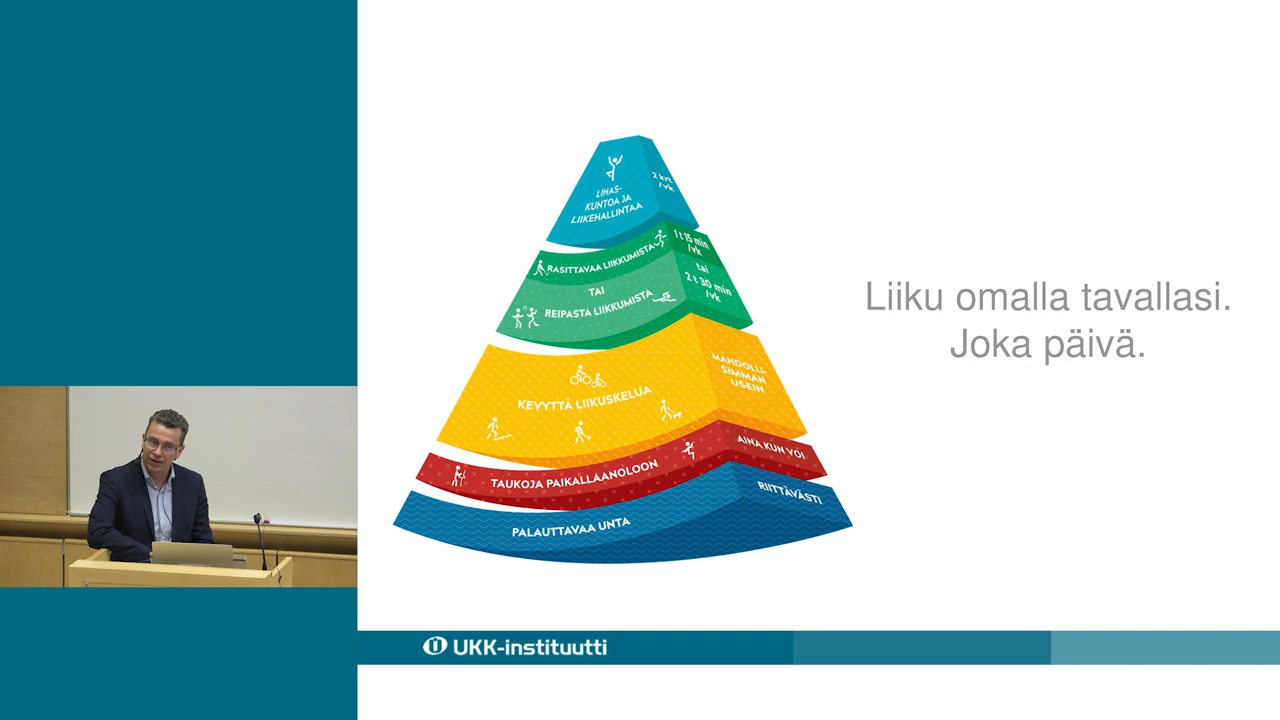 LIHAS-
KUNTOA JA
LIIKEHALLINTAA
2 krt
/vk
RASITTAVAA LIIKKUMISTA
1 t 15 min
/vk
TAI
tai
REIPASTA LIIKKUMISTA
2 t 30 min
/vk
KEVYTTÄ LIIKUSKELUA
MAHDOLLI-
SIMMAN
USEIN
TAUKOJA PAIKALLAANOLOON
AINA KUN VOI
PALAUTTAVAA UNTA
RIITTÄVÄSTI
Liiku omalla tavallasi.
Joka päivä.
UKK-instituutti